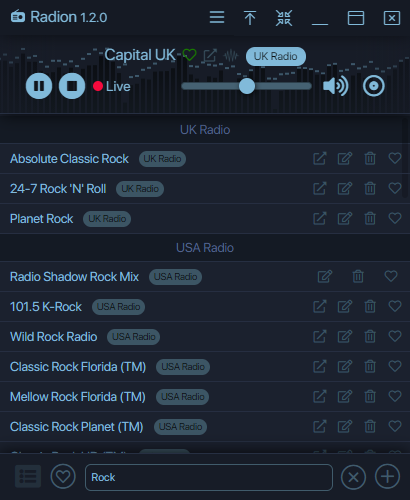 Radion 1.2.0
Capital UK UK Radio
Live
UK Radio
Absolute Classic Rock UK Radio
24-7 Rock 'N' Roll UK Radio
Planet Rock UK Radio
USA Radio
Radio Shadow Rock Mix USA Radio
101.5 K-Rock USA Radio
Wild Rock Radio USA Radio
Classic Rock Florida (TM) USA Radio
Mellow Rock Florida (TM) USA Radio
Classic Rock Planet (TM) USA Radio
Rock